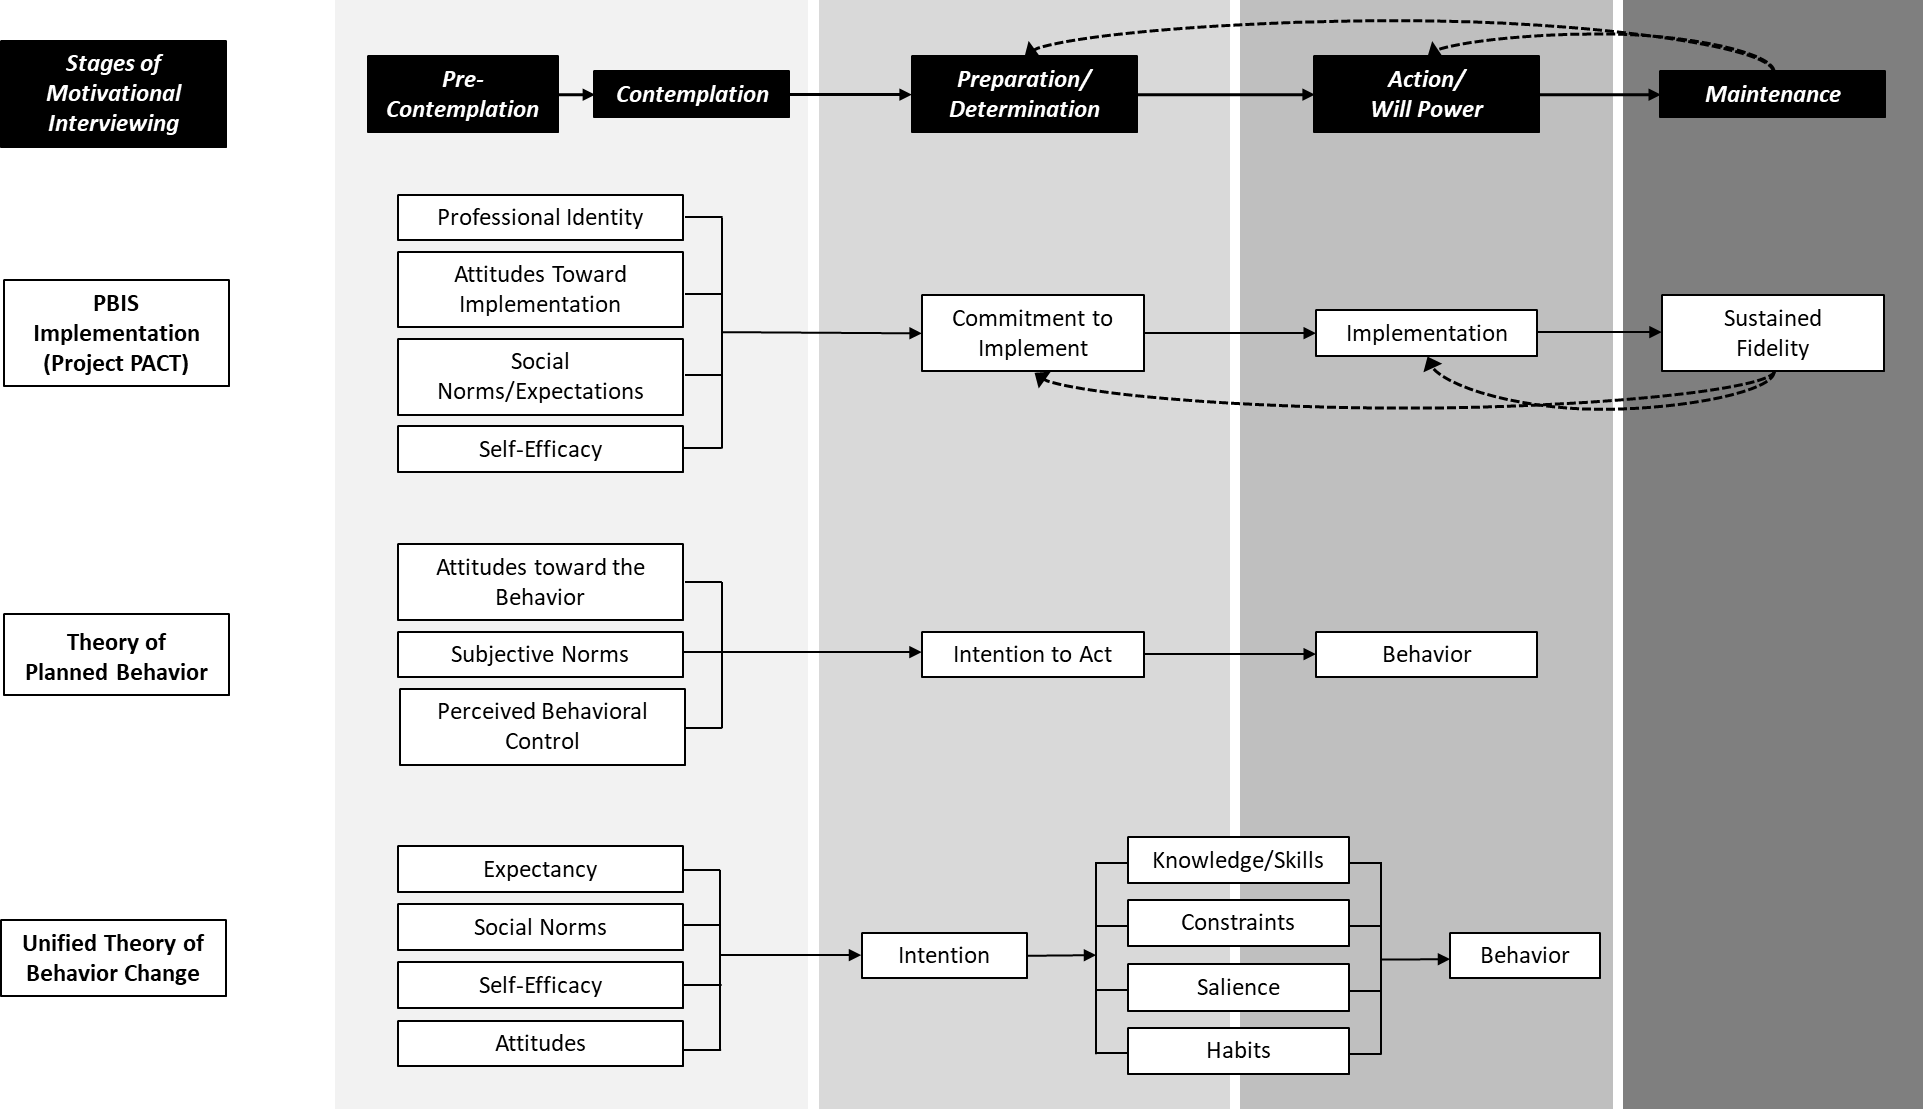 Stages of
Motivational
Interviewing
Pre-
Contemplation
Contemplation
Preparation/
Determination
Action/
Will Power
Maintenance
PBIS
Implementation
(Project PACT)
Professional Identity
Attitudes Toward
Implementation
Social
Norms/Expectations
Self-Efficacy
Commitment to
Implement
Implementation
Sustained
Fidelity
Theory of
Planned Behavior
Attitudes toward the
Behavior
Subjective Norms
Perceived Behavioral
Control
Intention to Act
Behavior
Unified Theory of
Behavior Change
Expectancy
Social Norms
Self-Efficacy
Attitudes
Intention
Knowledge/Skills
Constraints
Salience
Habits
Behavior